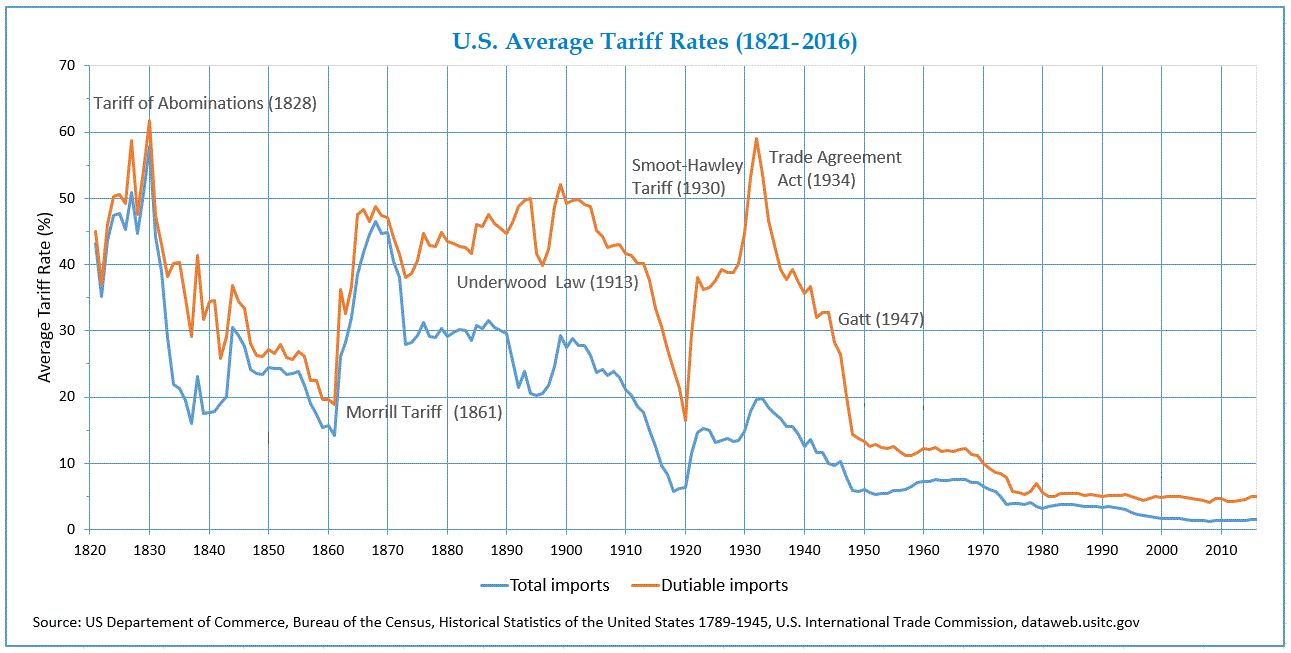 U.S. Average Tariff Rates (1821-2016)
70
60
50
40
30
20
10
0
Average Tariff Rate (%)
Tariff of Abominations (1828)
Smoot-Hawley
Tariff (1930)
Trade Agreement
Act (1934)
Underwood Law (1913)
Gatt (1947)
Morrill Tariff (1861)
1820 1830 1840 1850 1860 1870 1880 1890 1900 1910 1920 1930 1940 1950 1960 1970 1980 1990 2000 2010
Total imports Dutiable imports
Source: US Departement of Commerce, Bureau of the Census, Historical Statistics of the United States 1789-1945, U.S. International Trade Commission, dataweb.usitc.gov